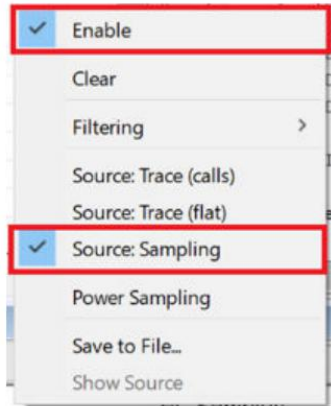 Enable
Clear
Filtering
Source: Trace (calls)
Source: Trace (flat)
Source: Sampling
Power Sampling
Save to File...
Show Source